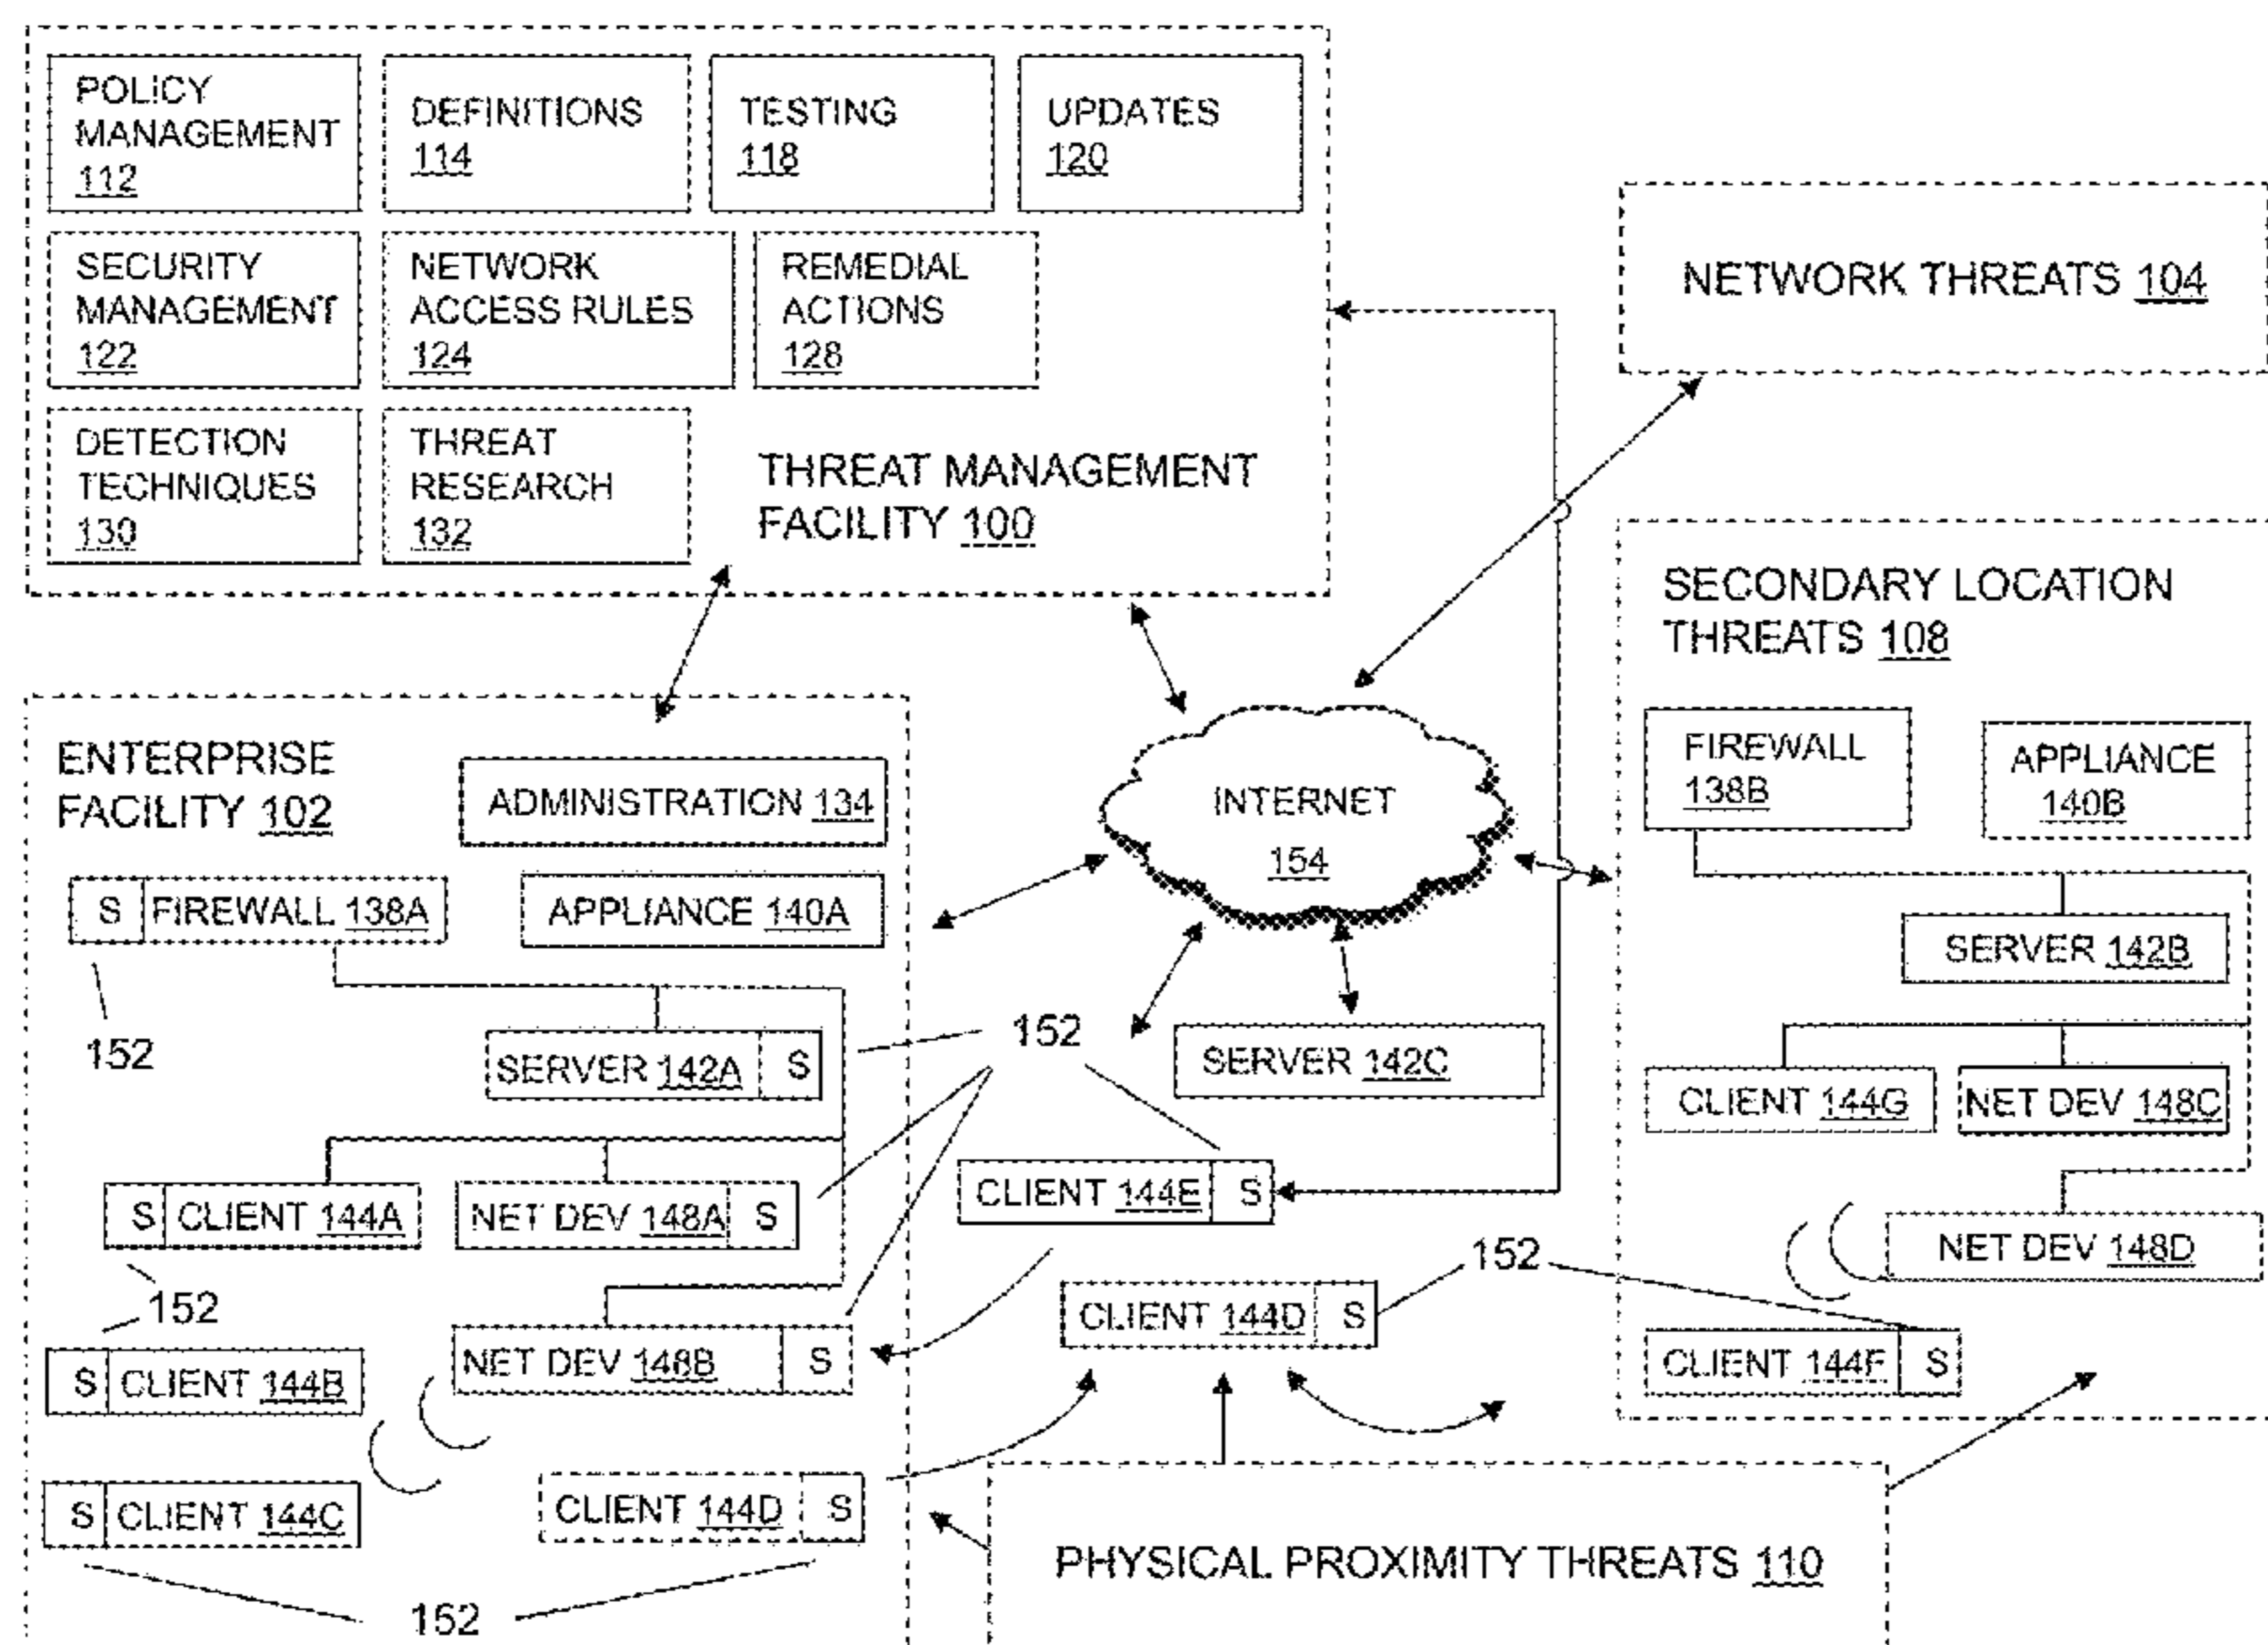 POLICY
MANAGEMENT
112
DEFINITIONS
114
TESTING
118
UPDATES
120
SECURITY
MANAGEMENT
122
NETWORK
ACCESS RULES
124
REMEDIAL
ACTIONS
128
DETECTION
TECHNIQUES
130
THREAT
RESEARCH
132
THREAT MANAGEMENT
FACILITY 100
NETWORK THREATS 104
SECONDARY LOCATION
THREATS 108
FIREWALL
138B
APPLIANCE
140B
SERVER 142B
CLIENT 144G
NET DEV 148C
NET DEV 148D
CLIENT 144F S
ENTERPRISE
FACILITY 102
ADMINISTRATION 134
S FIREWALL 138A
APPLIANCE 140A
152
SERVER 142A S
S CLIENT 144A
NET DEV 148A S
152
S CLIENT 144B
NET DEV 148B S
S CLIENT 144C
CLIENT 144D S
152
INTERNET
154
152
SERVER 142C
CLIENT 144E S
CLIENT 144D S
152
PHYSICAL PROXIMITY THREATS 110